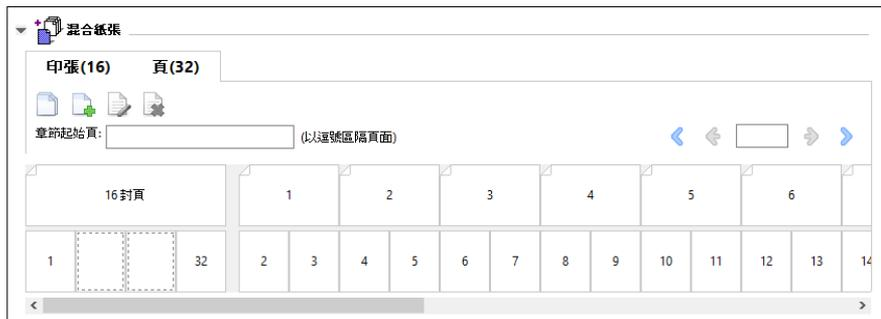 混合紙張
印張(16) 頁(32)
章節起始頁: (以逗號區隔頁面)
16 封頁 1 2 3 4 5 6
1 32 2 3 4 5 6 7 8 9 10 11 12 13 14